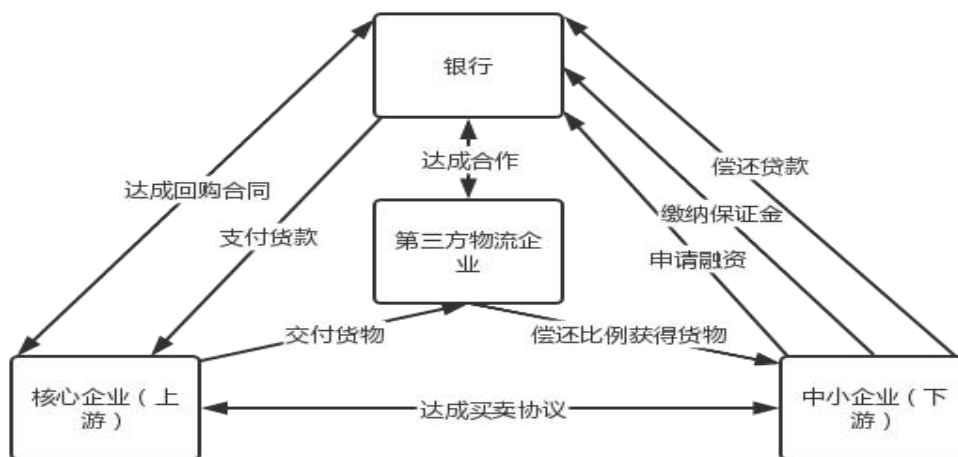 银行
达成合作
偿还贷款
达成回购合同
缴纳保证金
支付货款
第三方物流企
业
申请融资
交付货物
偿还比例获得货物
核心企业（上
游）
达成买卖协议
中小企业（下
游）